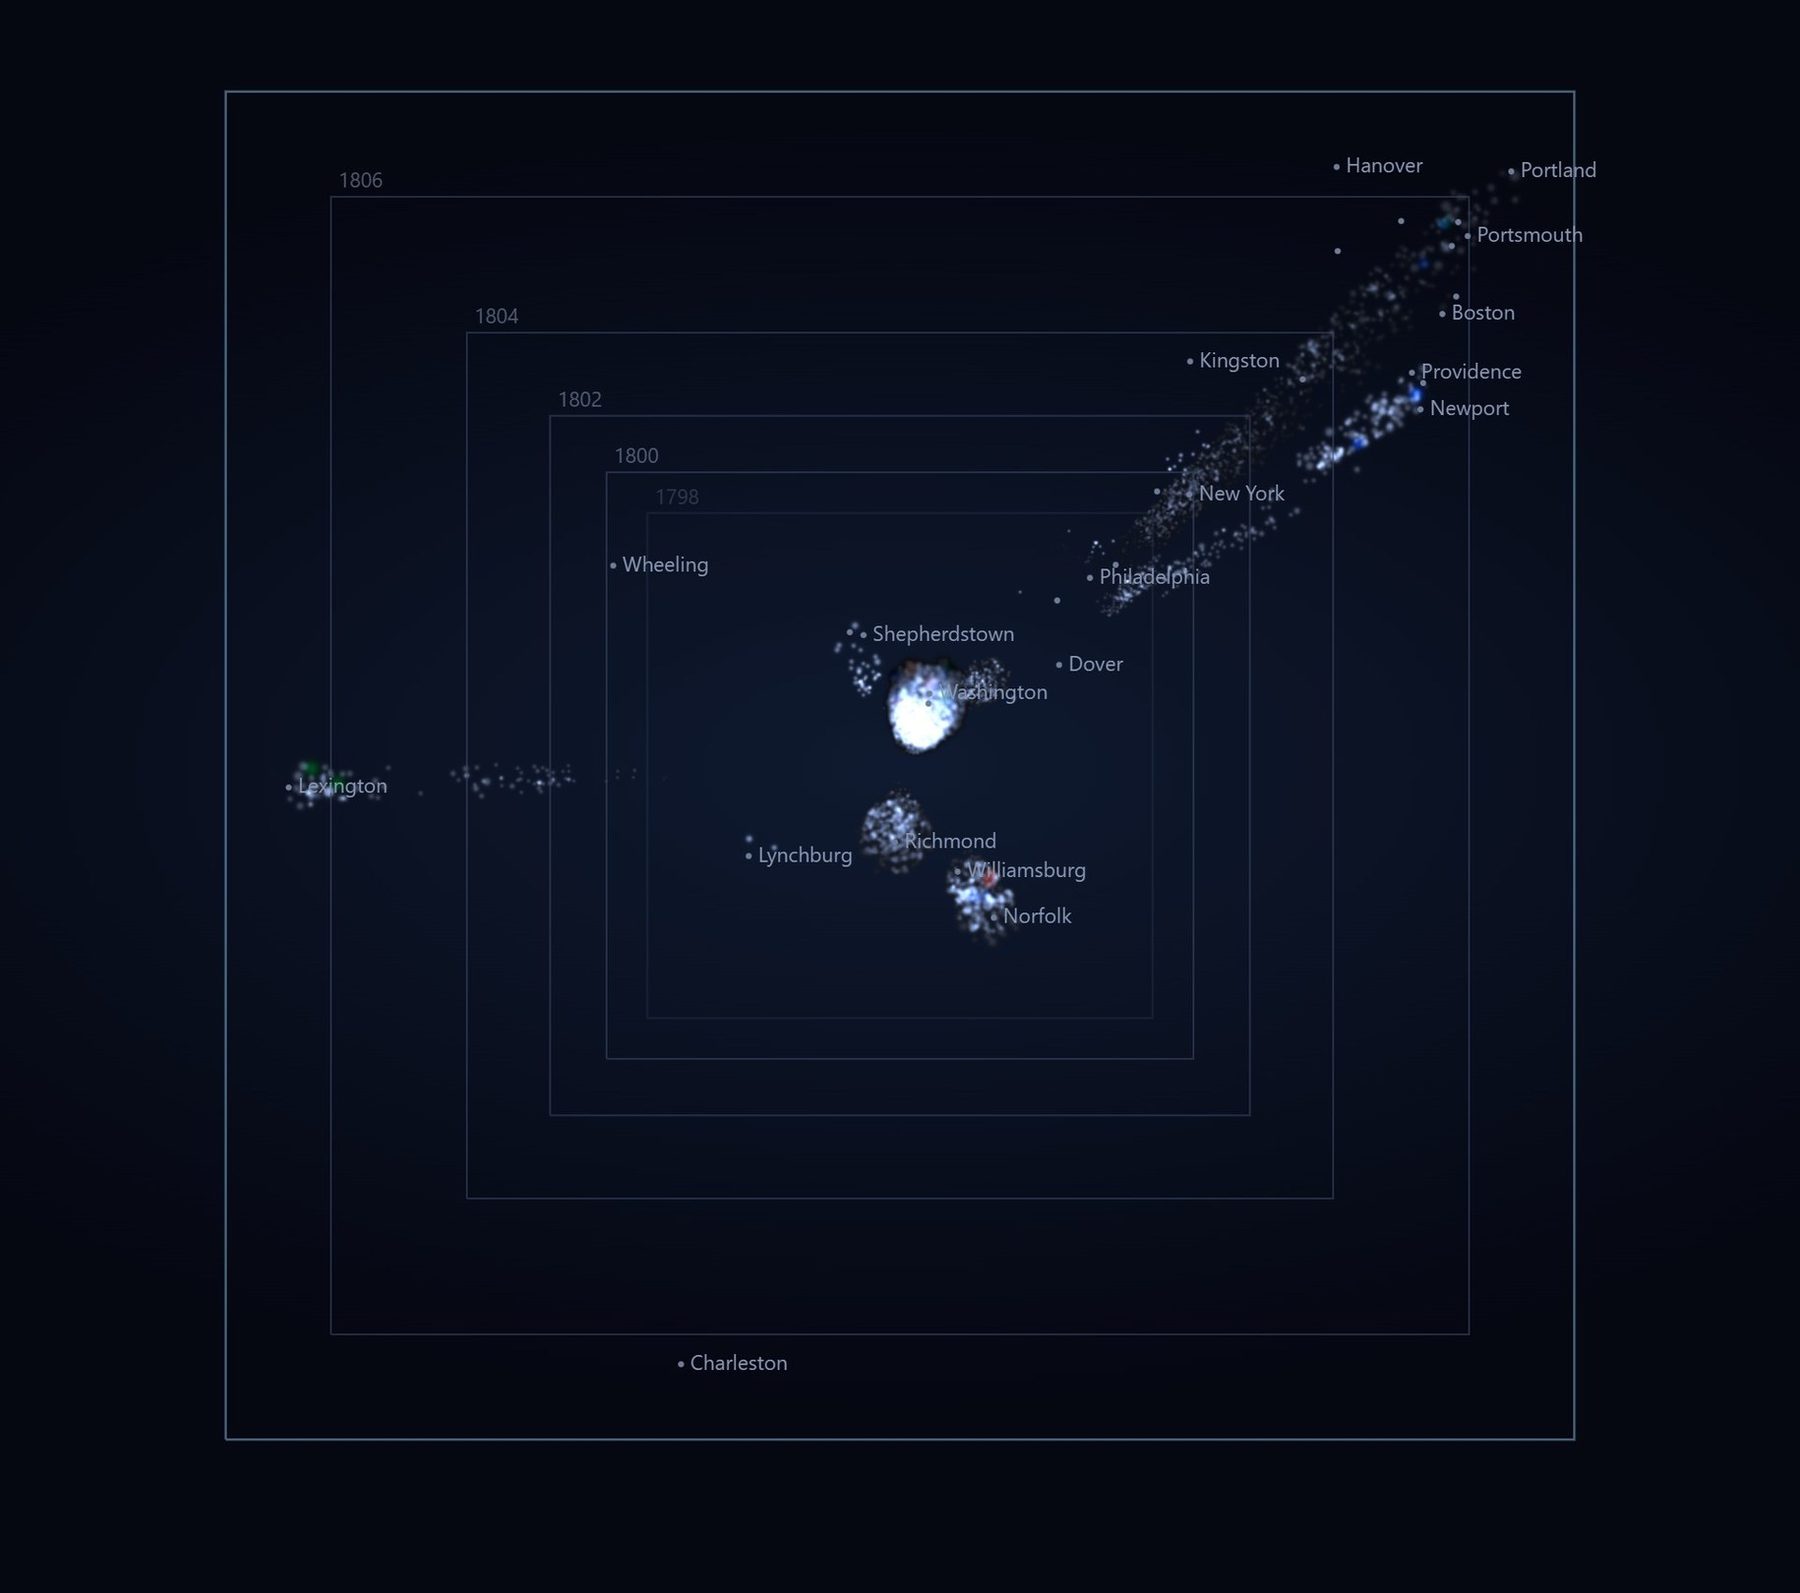 Hanover
Portland
1806
Portsmouth
Boston
1804
Kingston
Providence
1802
Newport
1800
New York
1798
Wheeling
Philadelphia
Shepherdstown
Dover
Washington
Lexington
Richmond
Lynchburg
Williamsburg
Norfolk
Charleston